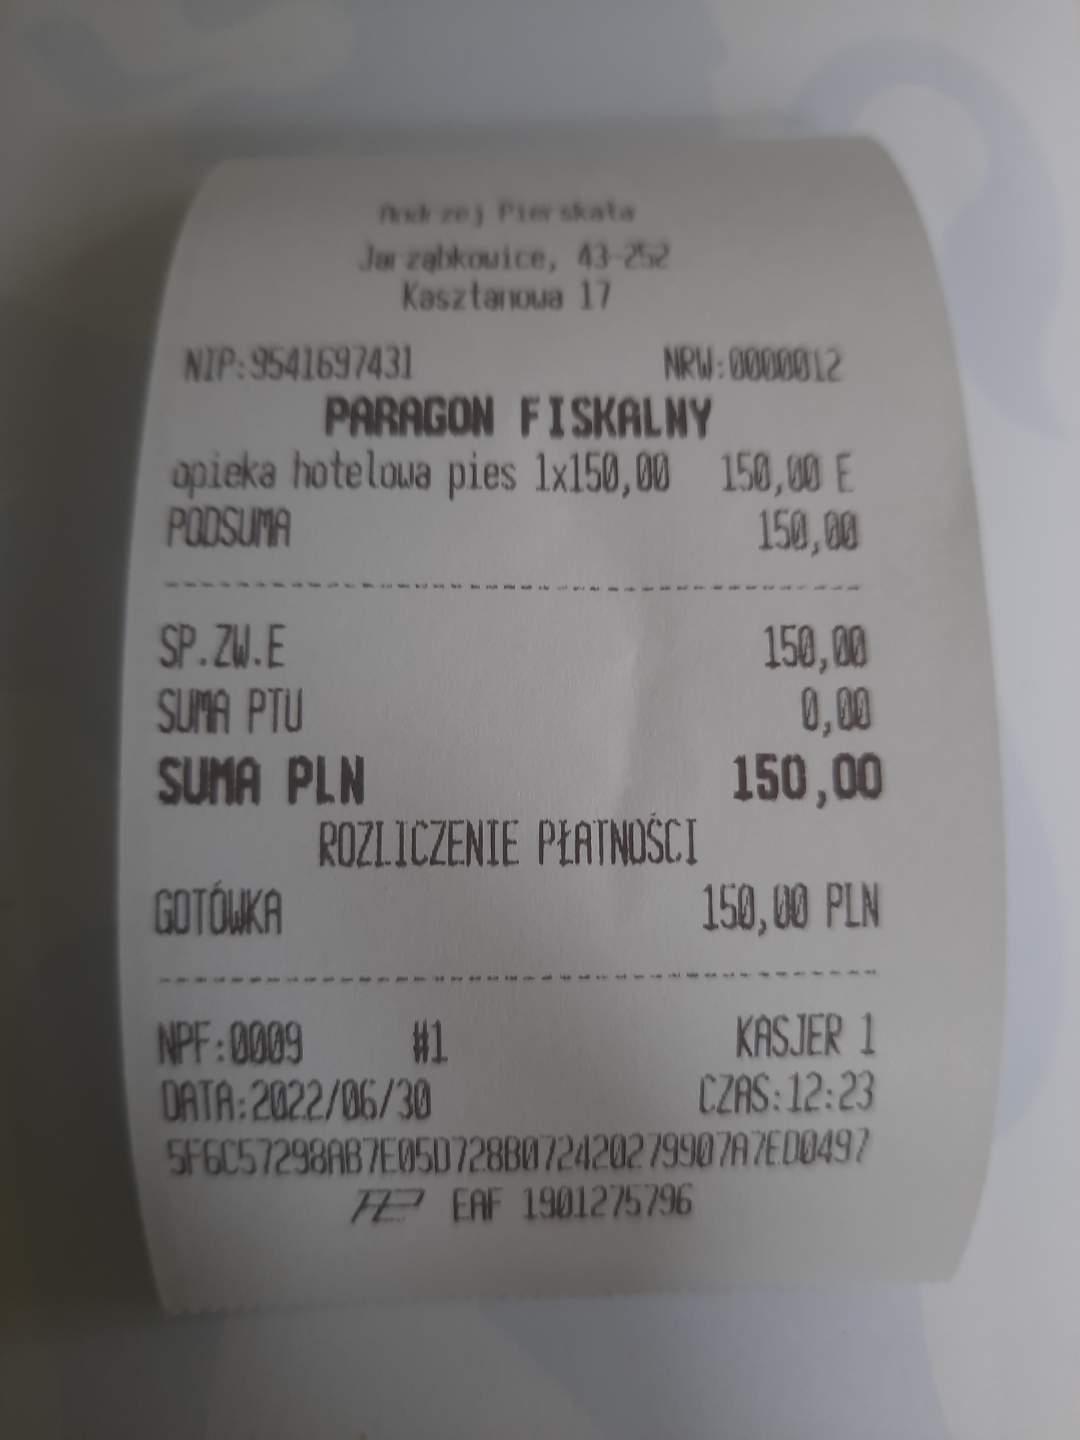 Andrzej Pierskała
Jarząbkowice, 43-252
Kasztanowa 17
NIP:9541697431 NRW:0000012
PARAGON FISKALNY
opieka hotelowa pies 1x150,00 150,00 E
PODSUMA 150,00
SP.ZW.E 150,00
SUMA PTU 0,00
SUMA PLN 150,00
ROZLICZENIE PŁATNOŚCI
GOTÓWKA 150,00 PLN
NPF:0009 #1 KASJER 1
DATA:2022/06/30 CZAS:12:23
5F6C57298AB7E05D728B072420279907A7ED0497
EAF 1901275796